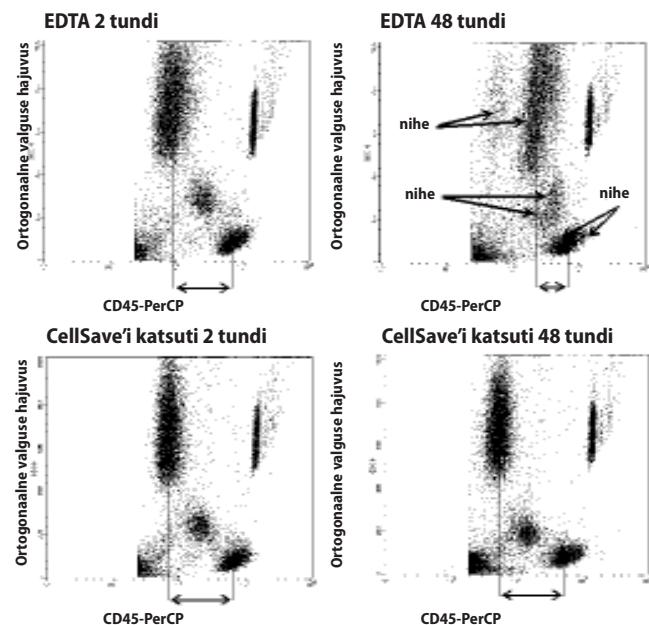 EDTA 2 tundi
Ortogonaalne valguse hajuvus
CD45-PerCP
EDTA 48 tundi
Ortogonaalne valguse hajuvus
nihe
nihe
nihe
CD45-PerCP
CellSave'i katsuti 2 tundi
Ortogonaalne valguse hajuvus
CD45-PerCP
CellSave'i katsuti 48 tundi
Ortogonaalne valguse hajuvus
CD45-PerCP